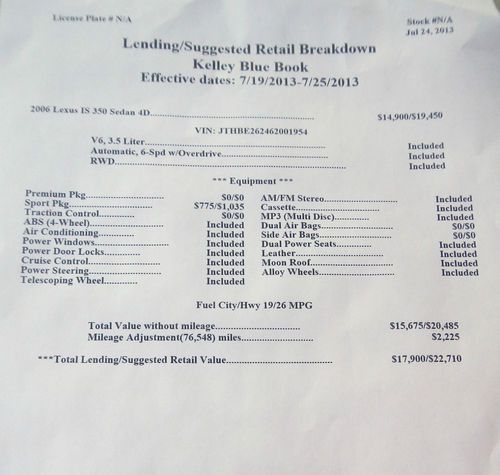 License Plate # N/A
Stock #N/A
Jul 24, 2013
Lending/Suggested Retail Breakdown
Kelley Blue Book
Effective dates: 7/19/2013-7/25/2013
2006 Lexus IS 350 Sedan 4D.......... $14,900/$19,450
VIN: JTHBE262462001954
V6, 3.5 Liter.......... Included
Automatic, 6-Spd w/Overdrive.......... Included
RWD.......... Included
*** Equipment ***
Premium Pkg.......... $0/$0
Sport Pkg.......... $775/$1,035
Traction Control.......... $0/$0
ABS (4-Wheel).......... Included
Air Conditioning.......... Included
Power Windows.......... Included
Power Door Locks.......... Included
Cruise Control.......... Included
Power Steering.......... Included
Telescoping Wheel.......... Included
AM/FM Stereo.......... Included
Cassette.......... Included
MP3 (Multi Disc).......... Included
Dual Air Bags.......... $0/$0
Side Air Bags.......... $0/$0
Dual Power Seats.......... Included
Leather.......... Included
Moon Roof.......... Included
Alloy Wheels.......... Included
Fuel City/Hwy 19/26 MPG
Total Value without mileage.......... $15,675/$20,485
Mileage Adjustment(76,548) miles.......... $2,225
***Total Lending/Suggested Retail Value.......... $17,900/$22,710